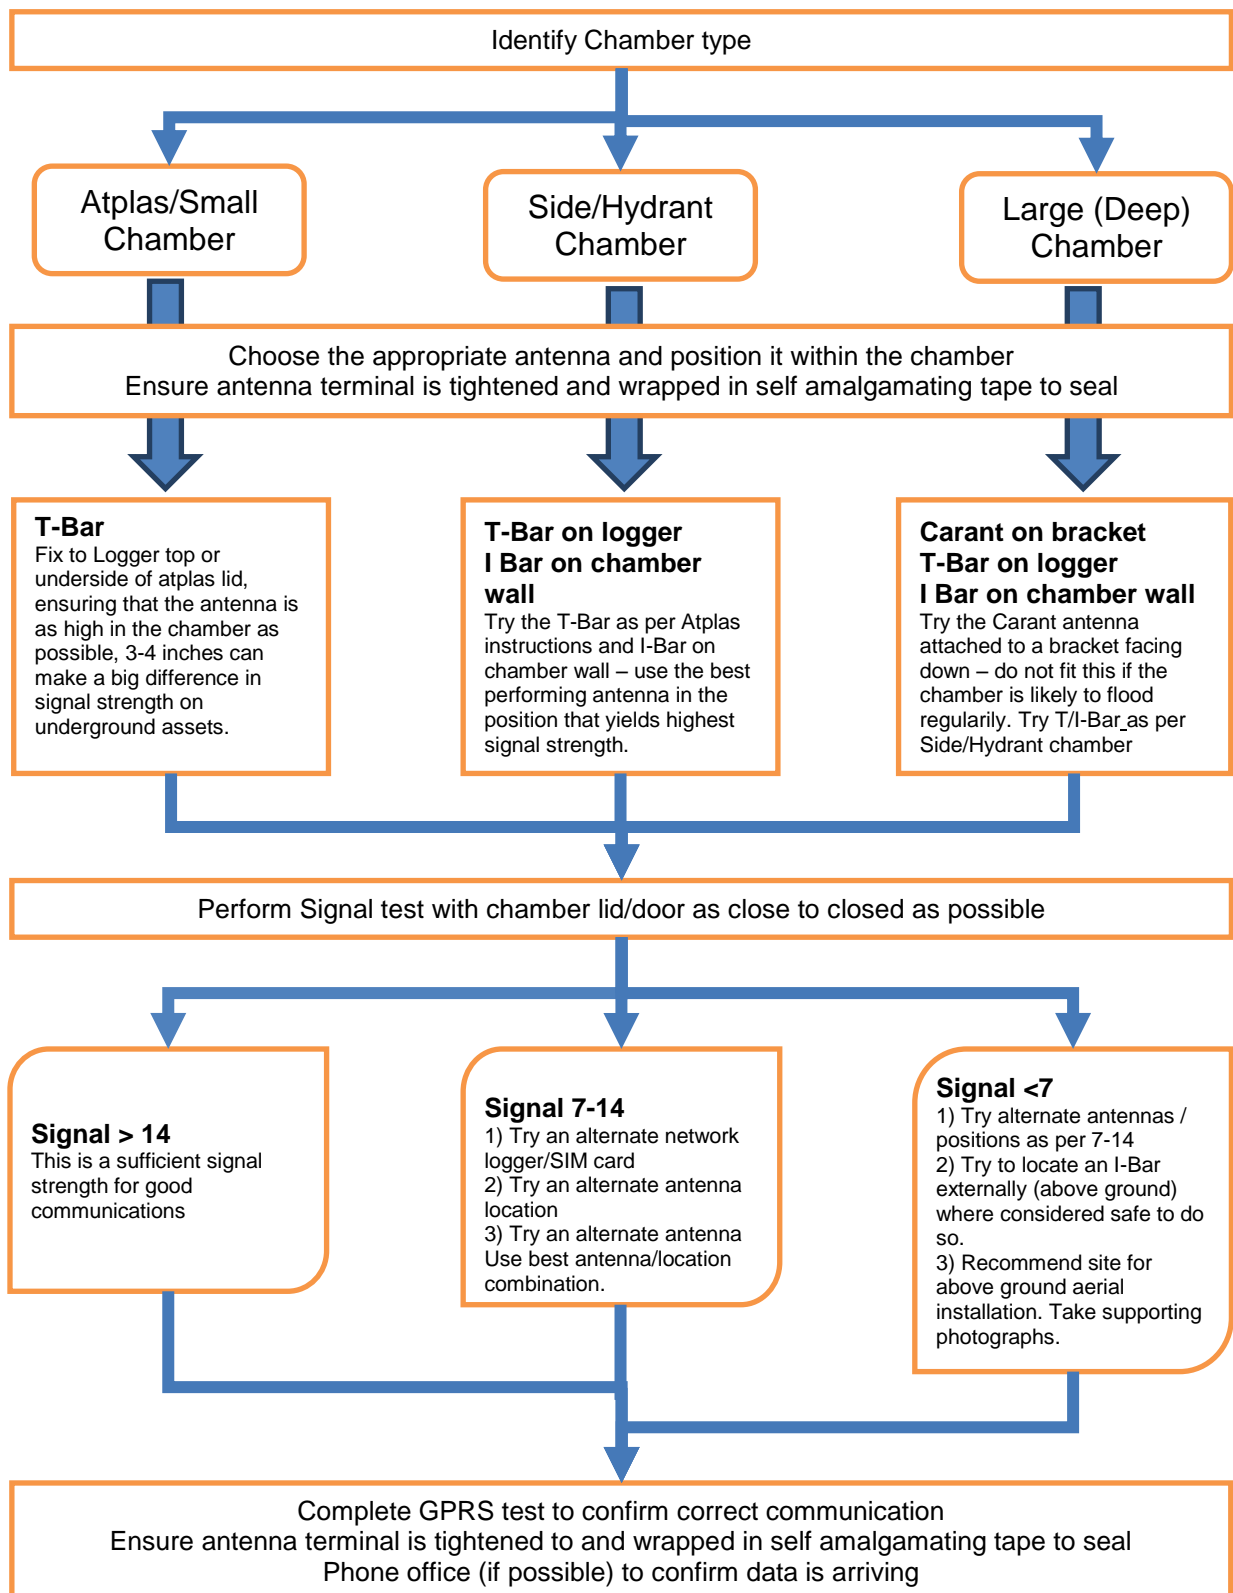 Identify Chamber type
Atplas/Small
Chamber
Side/Hydrant
Chamber
Large (Deep)
Chamber
Choose the appropriate antenna and position it within the chamber
Ensure antenna terminal is tightened and wrapped in self amalgamating tape to seal
T-Bar
Fix to Logger top or
underside of atplas lid,
ensuring that the antenna is
as high in the chamber as
possible, 3-4 inches can
make a big difference in
signal strength on
underground assets.
T-Bar on logger
I Bar on chamber
wall
Try the T-Bar as per Atplas
instructions and I-Bar on
chamber wall – use the best
performing antenna in the
position that yields highest
signal strength.
Carant on bracket
T-Bar on logger
I Bar on chamber wall
Try the Carant antenna
attached to a bracket facing
down – do not fit this if the
chamber is likely to flood
regularily. Try T/I-Bar as per
Side/Hydrant chamber
Perform Signal test with chamber lid/door as close to closed as possible
Signal > 14
This is a sufficient signal
strength for good
communications
Signal 7-14
1) Try an alternate network
logger/SIM card
2) Try an alternate antenna
location
3) Try an alternate antenna
Use best antenna/location
combination.
Signal <7
1) Try alternate antennas /
positions as per 7-14
2) Try to locate an I-Bar
externally (above ground)
where considered safe to do
so.
3) Recommend site for
above ground aerial
installation. Take supporting
photographs.
Complete GPRS test to confirm correct communication
Ensure antenna terminal is tightened to and wrapped in self amalgamating tape to seal
Phone office (if possible) to confirm data is arriving